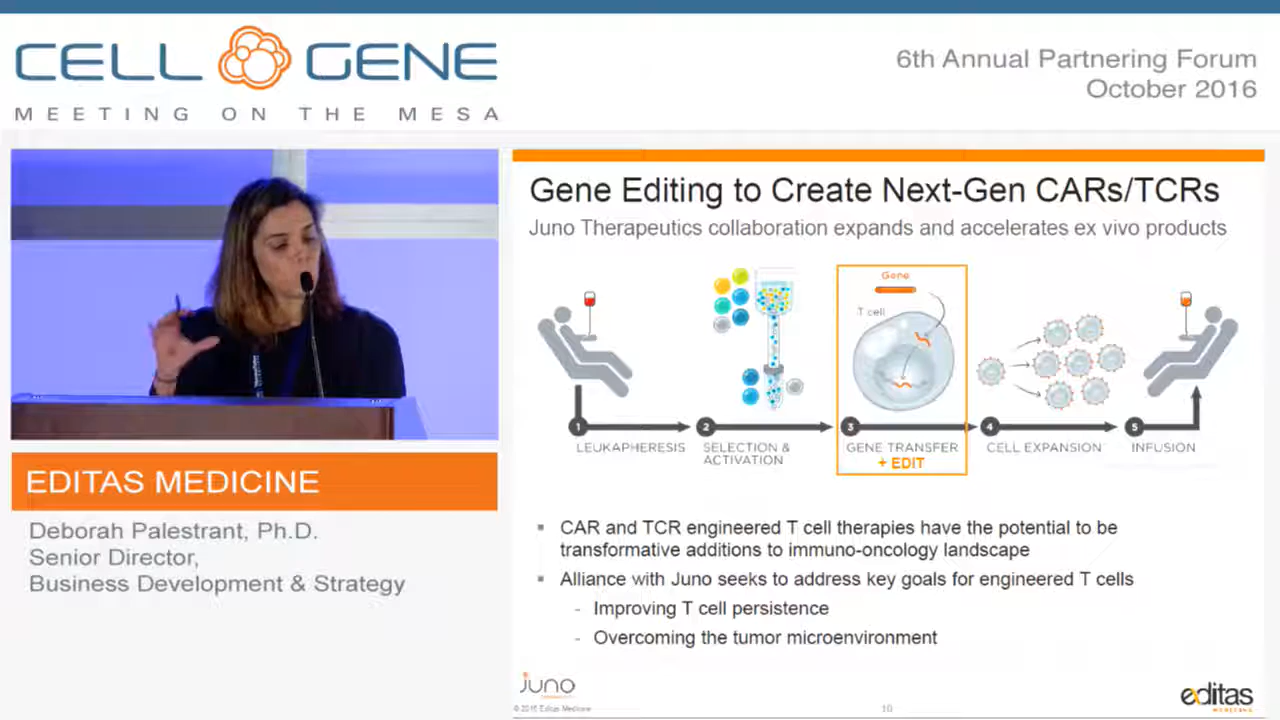 CELL GENE
MEETING ON THE MESA
6th Annual Partnering Forum
October 2016
EDITAS MEDICINE
Deborah Palestrant, Ph.D.
Senior Director,
Business Development & Strategy
Gene Editing to Create Next-Gen CARs/TCRs
Juno Therapeutics collaboration expands and accelerates ex vivo products
Gene
T cell
1
LEUKAPHERESIS
2
SELECTION &
ACTIVATION
3
GENE TRANSFER
+ EDIT
4
CELL EXPANSION
5
INFUSION
▪ CAR and TCR engineered T cell therapies have the potential to be
transformative additions to immuno-oncology landscape
▪ Alliance with Juno seeks to address key goals for engineered T cells
- Improving T cell persistence
- Overcoming the tumor microenvironment
juno
© 2016 Editas Medicine
10
editas